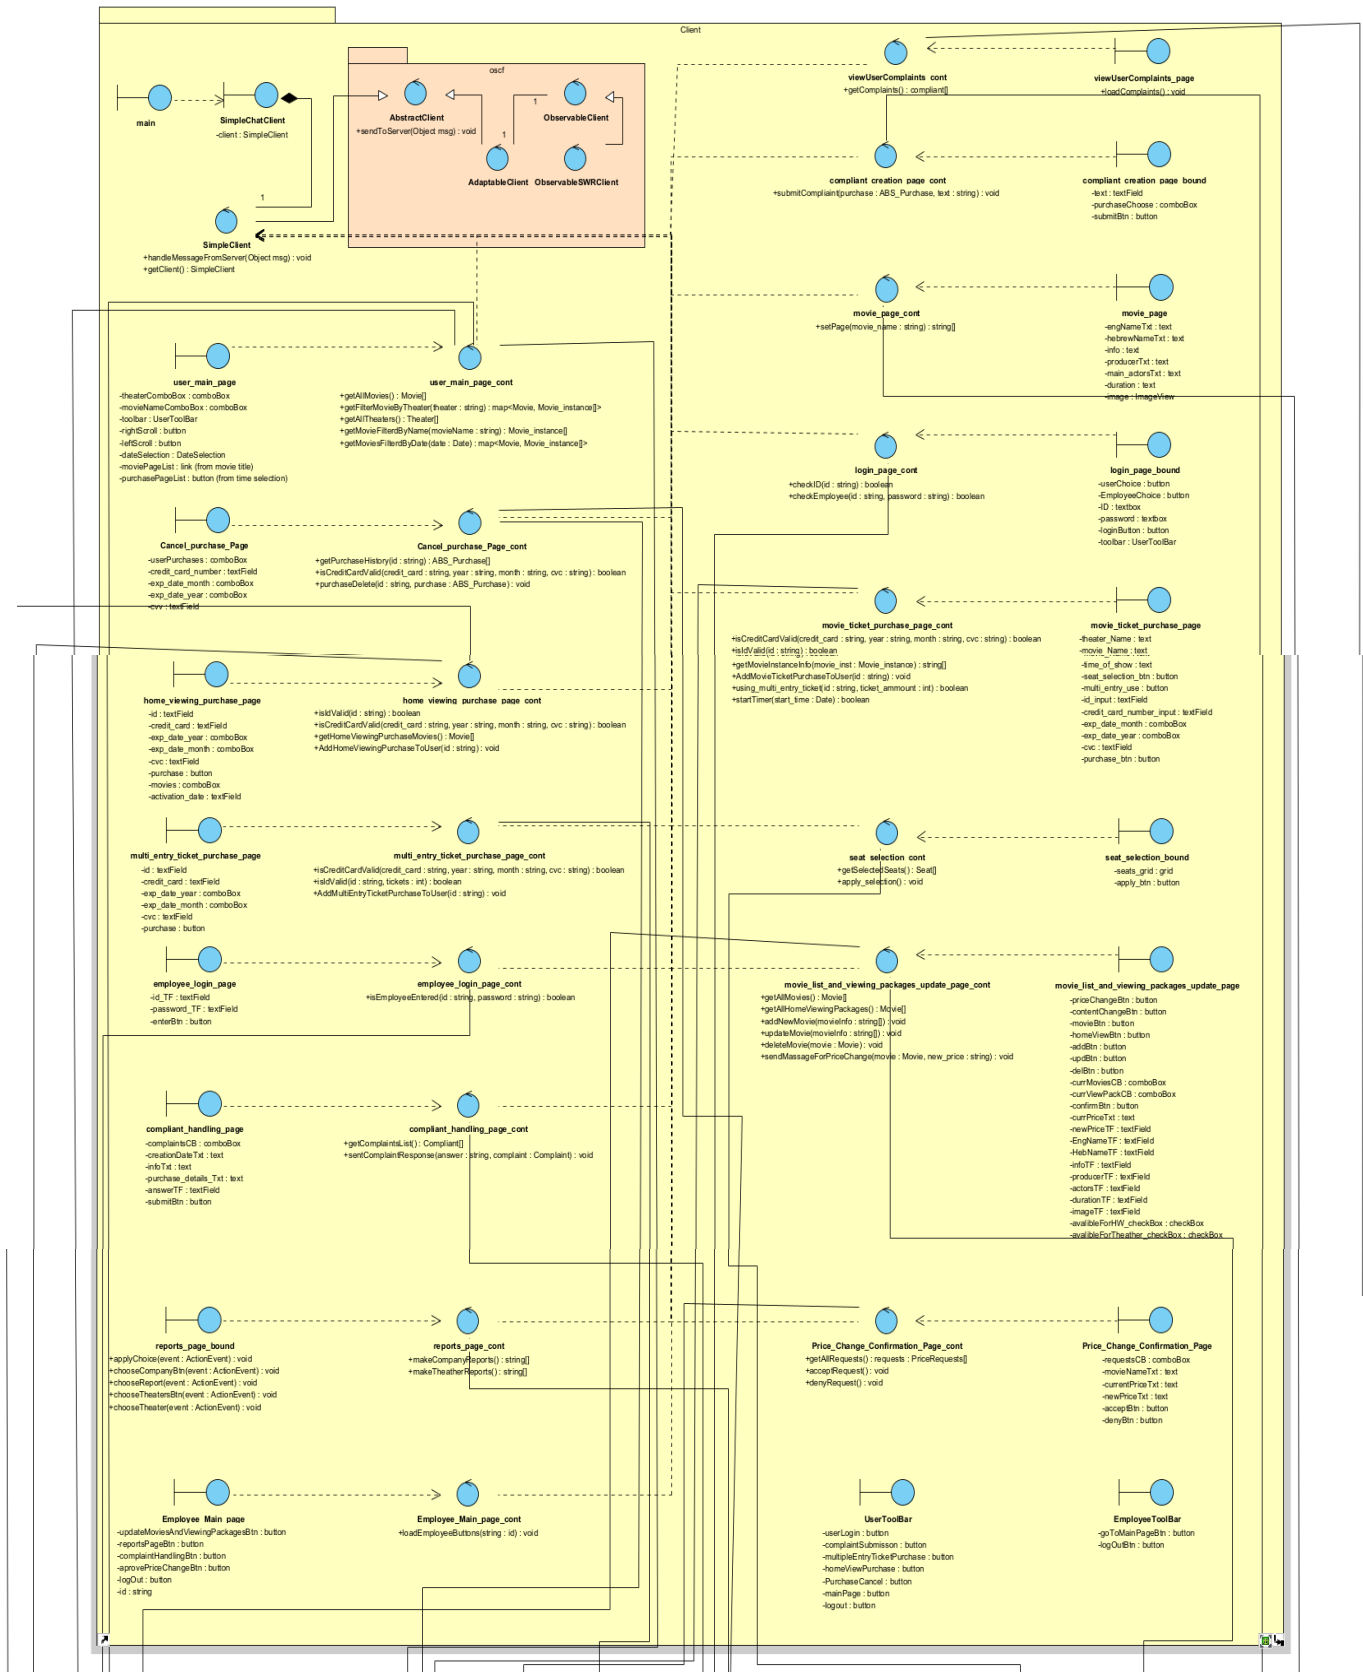 Client
oscf
main
SimpleChatClient
-client : SimpleClient
AbstractClient
+sendToServer(Object msg) : void
ObservableClient
1
1
AdaptableClient
ObservableSWRClient
1
SimpleClient
+handleMessageFromServer(Object msg) : void
+getClient() : SimpleClient
viewUserComplaints_cont
+getComplaints() : compliant[]
viewUserComplaints_page
+loadComplaints() : void
compliant_creation_page_cont
+submitCompliaint(purchase : ABS_Purchase, text : string) : void
compliant_creation_page_bound
-text : textField
-purchaseChoose : comboBox
-submitBtn : button
movie_page_cont
+setPage(movie_name : string) : string[]
movie_page
-engNameTxt : text
-hebrewNameTxt : text
-info : text
-producerTxt : text
-main_actorsTxt : text
-duration : text
-image : ImageView
user_main_page
-theaterComboBox : comboBox
-movieNameComboBox : comboBox
-toolbar : UserToolBar
-rightScroll : button
-leftScroll : button
-dateSelection : DateSelection
-moviePageList : link (from movie title)
-purchasePageList : button (from time selection)
user_main_page_cont
+getAllMovies() : Movie[]
+getFilterMovieByTheater(theater : string) : map<Movie, Movie_instance[]>
+getAllTheaters() : Theater[]
+getMovieFilterdByName(movieName : string) : Movie_instance[]
+getMoviesFilterdByDate(date : Date) : map<Movie, Movie_instance[]>
login_page_cont
+checkID(id : string) : boolean
+checkEmployee(id : string, password : string) : boolean
login_page_bound
-userChoice : button
-EmployeeChoice : button
-ID : textbox
-password : textbox
-loginButton : button
-toolbar : UserToolBar
Cancel_purchase_Page
-userPurchases : comboBox
-credit_card_number : textField
-exp_date_month : comboBox
-exp_date_year : comboBox
-cvv : textField
Cancel_purchase_Page_cont
+getPurchaseHistory(id : string) : ABS_Purchase[]
+isCreditCardValid(credit_card : string, year : string, month : string, cvc : string) : boolean
+purchaseDelete(id : string, purchase : ABS_Purchase) : void
movie_ticket_purchase_page_cont
+isCreditCardValid(credit_card : string, year : string, month : string, cvc : string) : boolean
+isIdValid(id : string) : boolean
+getMovieInstanceInfo(movie_inst : Movie_instance) : string[]
+AddMovieTicketPurchaseToUser(id : string) : void
+using_multi_entry_ticket(id : string, ticket_ammount : int) : boolean
+startTimer(start_time : Date) : boolean
movie_ticket_purchase_page
-theater_Name : text
-movie_Name : text
-time_of_show : text
-seat_selection_btn : button
-multi_entry_use : button
-id_input : textField
-credit_card_number_input : textField
-exp_date_month : comboBox
-exp_date_year : comboBox
-cvc : textField
-purchase_btn : button
home_viewing_purchase_page
-id : textField
-credit_card : textField
-exp_date_year : comboBox
-exp_date_month : comboBox
-cvc : textField
-purchase : button
-movies : comboBox
-activation_date : textField
home_viewing_purchase_page_cont
+isIdValid(id : string) : boolean
+isCreditCardValid(credit_card : string, year : string, month : string, cvc : string) : boolean
+getHomeViewingPurchaseMovies() : Movie[]
+AddHomeViewingPurchaseToUser(id : string) : void
multi_entry_ticket_purchase_page
-id : textField
-credit_card : textField
-exp_date_year : comboBox
-exp_date_month : comboBox
-cvc : textField
-purchase : button
multi_entry_ticket_purchase_page_cont
+isCreditCardValid(credit_card : string, year : string, month : string, cvc : string) : boolean
+isIdValid(id : string, tickets : int) : boolean
+AddMultiEntryTicketPurchaseToUser(id : string) : void
seat_selection_cont
+getSelectedSeats() : Seat[]
+apply_selection() : void
seat_selection_bound
-seats_grid : grid
-apply_btn : button
employee_login_page
-id_TF : textField
-password_TF : textField
-enterBtn : button
employee_login_page_cont
+isEmployeeEntered(id : string, password : string) : boolean
movie_list_and_viewing_packages_update_page_cont
+getAllMovies() : Movie[]
+getAllHomeViewingPackages() : Movie[]
+addNewMovie(movieInfo : string[]) : void
+updateMovie(movieInfo : string[]) : void
+deleteMovie(movie : Movie) : void
+sendMassageForPriceChange(movie : Movie, new_price : string) : void
movie_list_and_viewing_packages_update_page
-priceChangeBtn : button
-contentChangeBtn : button
-movieBtn : button
-homeViewBtn : button
-addBtn : button
-updBtn : button
-delBtn : button
-currMoviesCB : comboBox
-currViewPackCB : comboBox
-confirmBtn : button
-currPriceTxt : text
-newPriceTF : textField
-EngNameTF : textField
-HebNameTF : textField
-infoTF : textField
-producerTF : textField
-actorsTF : textField
-durationTF : textField
-imageTF : textField
-avalibleForHW_checkBox : checkBox
-avalibleForTheather_checkBox : checkBox
compliant_handling_page
-complaintsCB : comboBox
-creationDateTxt : text
-infoTxt : text
-purchase_details_Txt : text
-answerTF : textField
-submitBtn : button
compliant_handling_page_cont
+getComplaintsList() : Compliant[]
+sentComplaintResponse(answer : string, complaint : Complaint) : void
reports_page_bound
+applyChoice(event : ActionEvent) : void
+chooseCompanyBtn(event : ActionEvent) : void
+chooseReport(event : ActionEvent) : void
+chooseTheatersBtn(event : ActionEvent) : void
+chooseTheater(event : ActionEvent) : void
reports_page_cont
+makeCompanyReports() : string[]
+makeTheatherReports() : string[]
Price_Change_Confirmation_Page_cont
+getAllRequests() : requests : PriceRequests[]
+acceptRequest() : void
+denyRequest() : void
Price_Change_Confirmation_Page
-requestsCB : comboBox
-movieNameTxt : text
-currentPriceTxt : text
-newPriceTxt : text
-acceptBtn : button
-denyBtn : button
Employee_Main_page
-updateMoviesAndViewingPackagesBtn : button
-reportsPageBtn : button
-complaintHandlingBtn : button
-aprovePriceChangeBtn : button
-logOut : button
-id : string
Employee_Main_page_cont
+loadEmployeeButtons(string : id) : void
UserToolBar
-userLogin : button
-complaintSubmisson : button
-multipleEntryTicketPurchase : button
-homeViewPurchase : button
-PurchaseCancel : button
-mainPage : button
-logout : button
EmployeeToolBar
-goToMainPageBtn : button
-logOutBtn : button